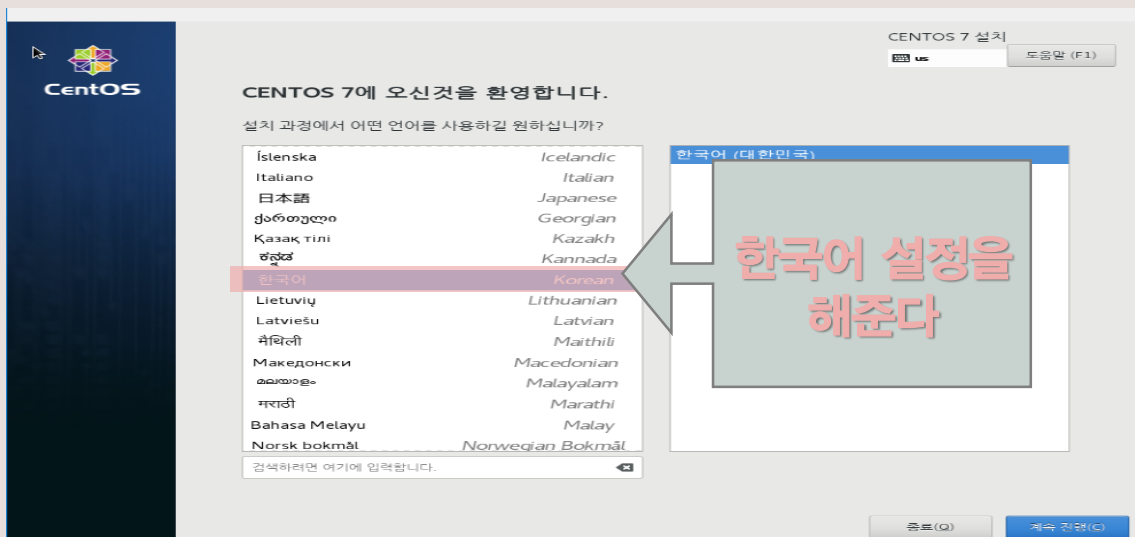 CentOS
CENTOS 7 설치
us
도움말 (F1)
CENTOS 7에 오신것을 환영합니다.
설치 과정에서 어떤 언어를 사용하길 원하십니까?
Íslenska Icelandic
Italiano Italian
日本語 Japanese
ქართული Georgian
Қазақ тілі Kazakh
ಕನ್ನಡ Kannada
한국어 Korean
Lietuvių Lithuanian
Latviešu Latvian
मैथिली Maithili
Македонски Macedonian
മലയാളം Malayalam
मराठी Marathi
Bahasa Melayu Malay
Norsk bokmål Norwegian Bokmål
한국어 (대한민국)
한국어 설정을
해준다
검색하려면 여기에 입력합니다.
종료(Q)
계속 진행(C)